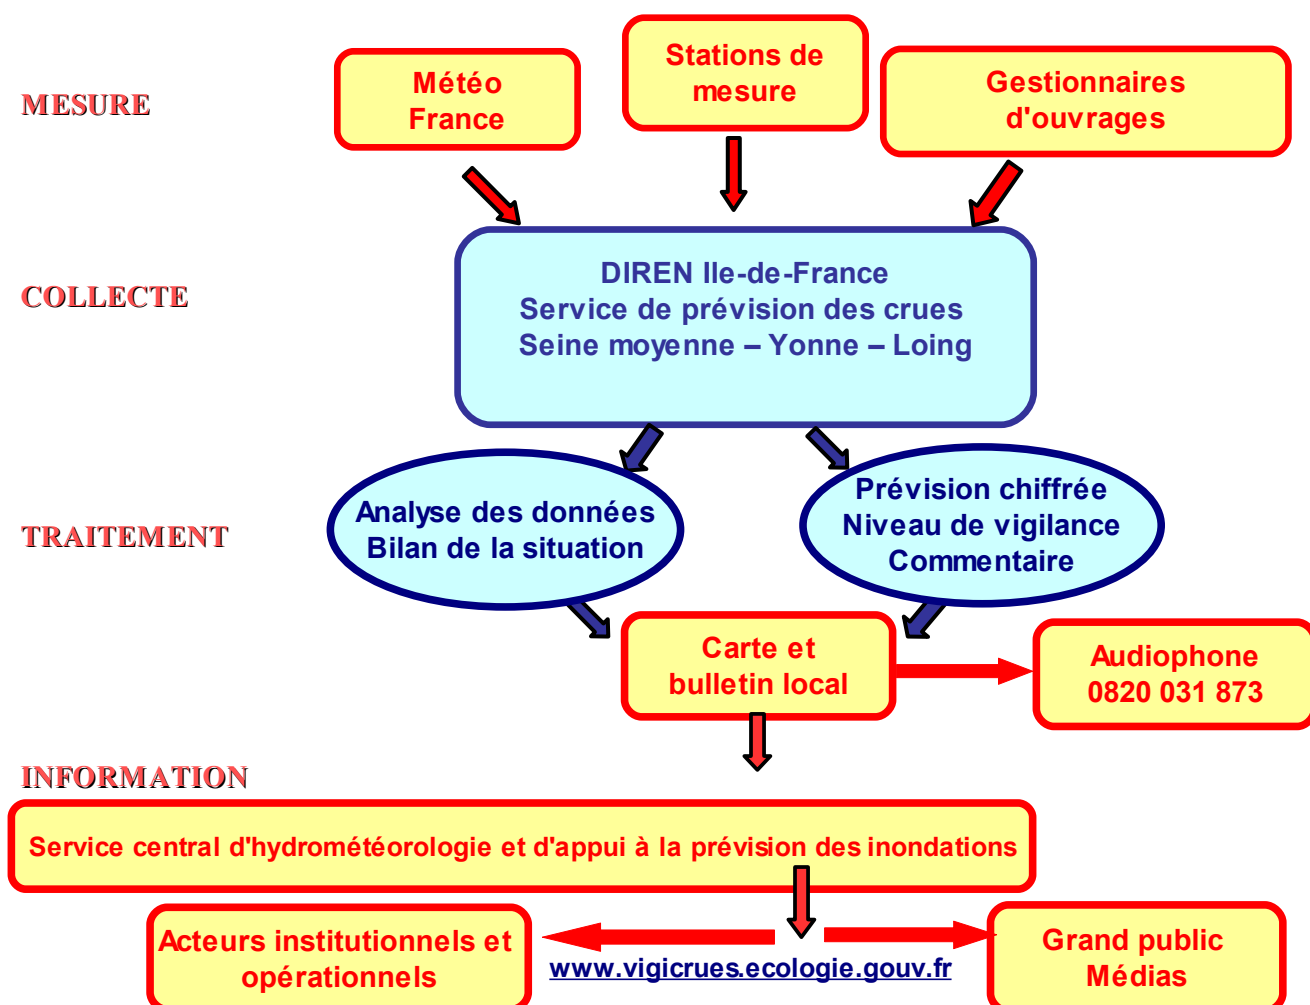 MESURE
Météo
France
Stations de
mesure
Gestionnaires
d'ouvrages
COLLECTE
DIREN Ile-de-France
Service de prévision des crues
Seine moyenne – Yonne – Loing
TRAITEMENT
Analyse des données
Bilan de la situation
Prévision chiffrée
Niveau de vigilance
Commentaire
Carte et
bulletin local
Audiophone
0820 031 873
INFORMATION
Service central d'hydrométéorologie et d'appui à la prévision des inondations
Acteurs institutionnels et
opérationnels
www.vigicrues.ecologie.gouv.fr
Grand public
Médias